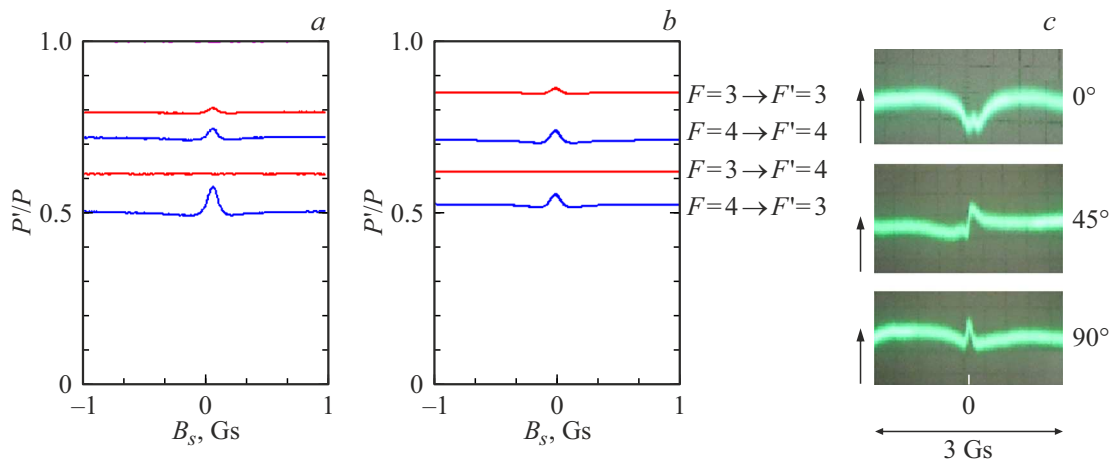 a
b
c
1.0
0.5
0
P'/P
–1
0
1
B_s, Gs
1.0
0.5
0
–1
0
1
B_s, Gs
F = 3 → F' = 3
F = 4 → F' = 4
F = 3 → F' = 4
F = 4 → F' = 3
0°
45°
90°
0
3 Gs